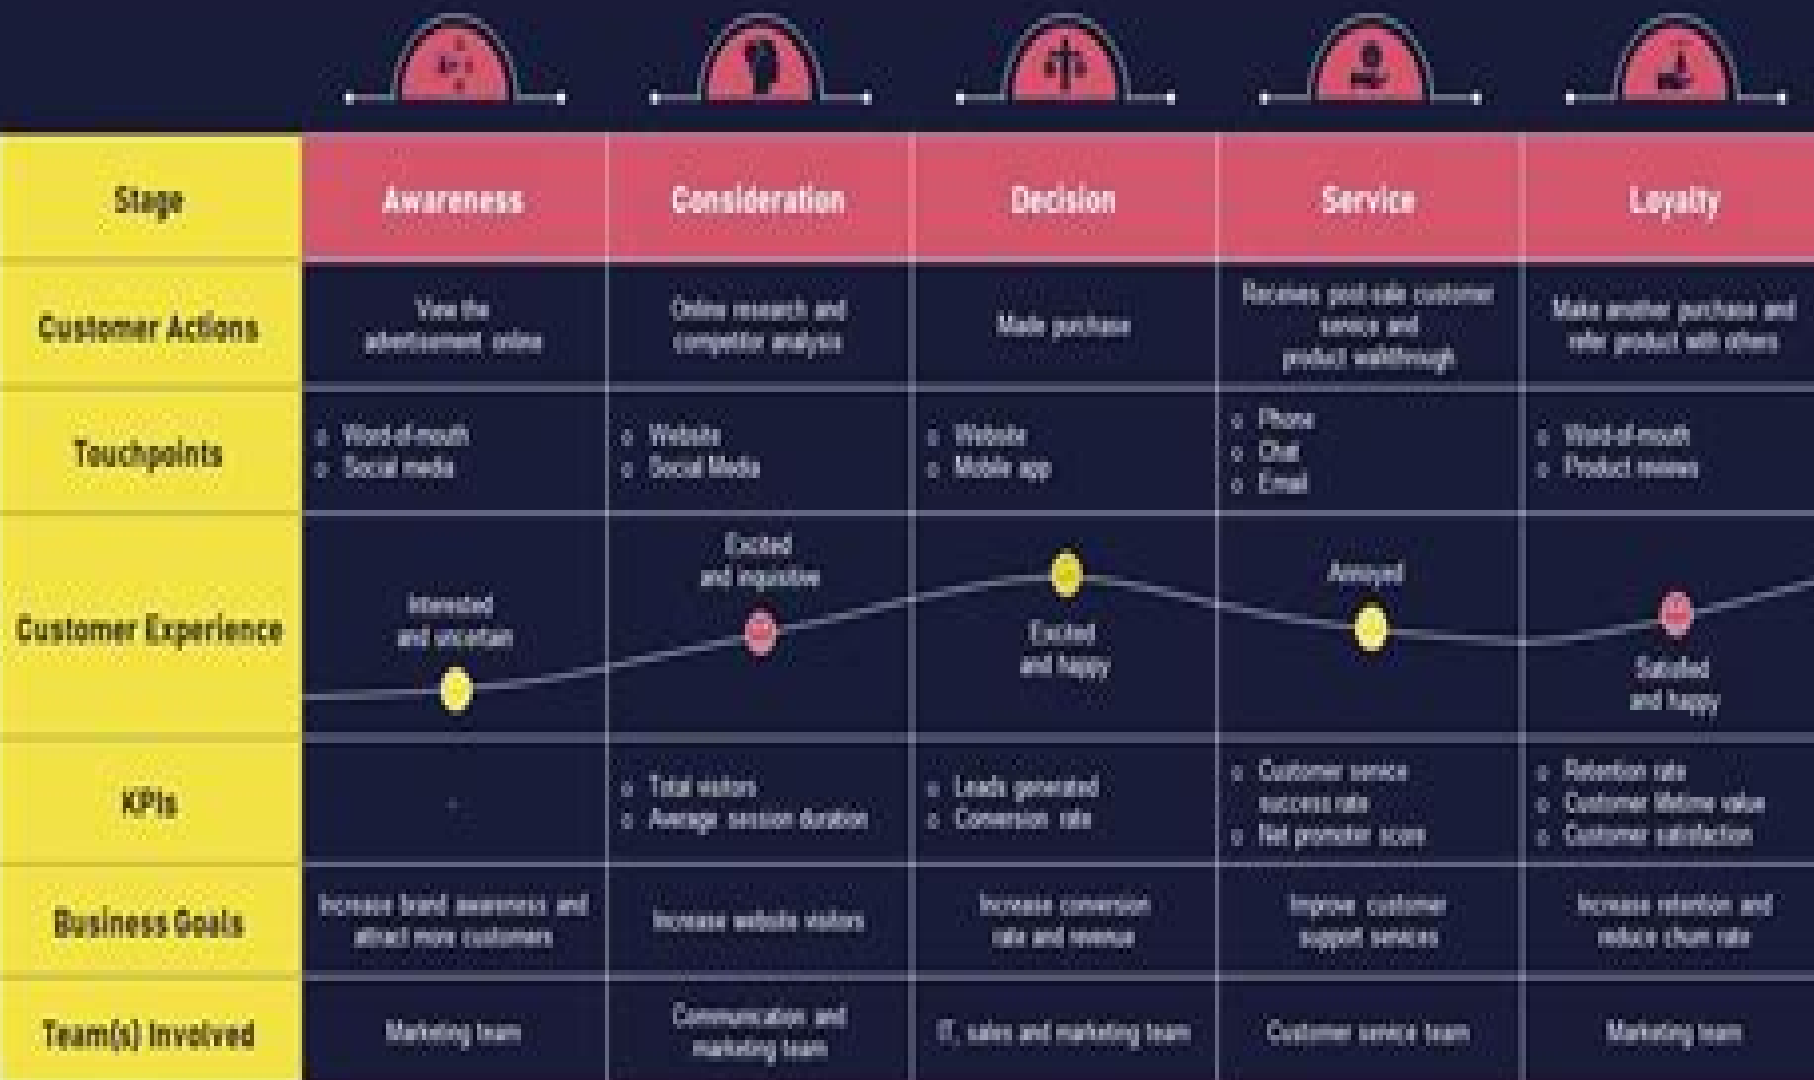 Stage
Awareness
Consideration
Decision
Service
Loyalty
Customer Actions
View the
advertisement online
Online research and
competitor analysis
Made purchase
Receives post-sale customer
service and
product walkthrough
Make another purchase and
refer product with others
Touchpoints
Word-of-mouth
Social media
Website
Social Media
Website
Mobile app
Phone
Chat
Email
Word-of-mouth
Product reviews
Customer Experience
Interested
and uncertain
Excited
and inquisitive
Excited
and happy
Annoyed
Satisfied
and happy
KPIs
-
Total visitors
Average session duration
Leads generated
Conversion rate
Customer service
success rate
Net promoter score
Retention rate
Customer lifetime value
Customer satisfaction
Business Goals
Increase brand awareness and
attract more customers
Increase website visitors
Increase conversion
rate and revenue
Improve customer
support services
Increase retention and
reduce churn rate
Team(s) Involved
Marketing team
Communication and
marketing team
IT, sales and marketing team
Customer service team
Marketing team